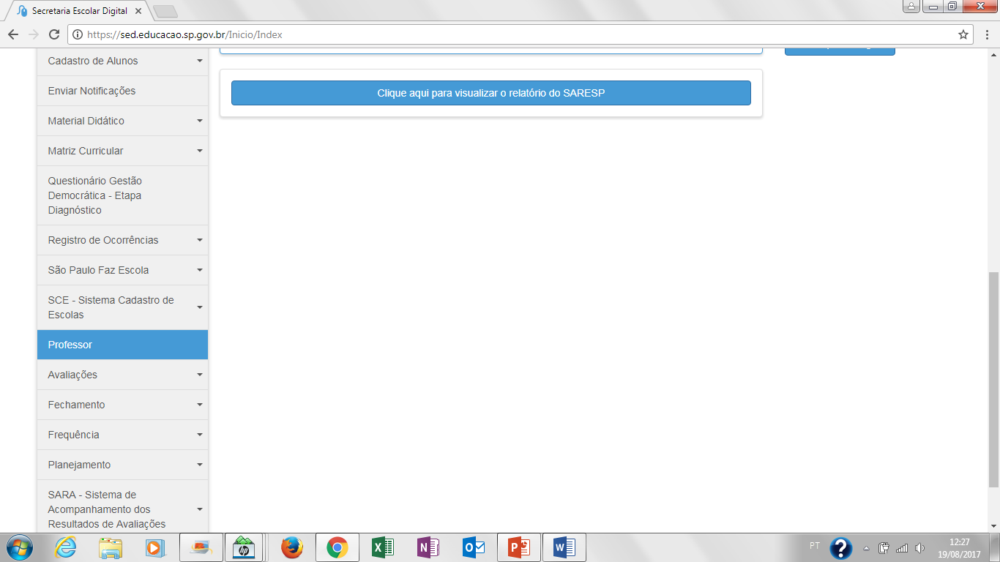 Secretaria Escolar Digital
https://sed.educacao.sp.gov.br/Inicio/Index
Cadastro de Alunos
Enviar Notificações
Material Didático
Matriz Curricular
Questionário Gestão
Democrática - Etapa
Diagnóstico
Registro de Ocorrências
São Paulo Faz Escola
SCE - Sistema Cadastro de
Escolas
Professor
Avaliações
Fechamento
Frequência
Planejamento
SARA - Sistema de
Acompanhamento dos
Resultados de Avaliações
Clique aqui para visualizar o relatório do SARESP
PT
12:27
19/08/2017